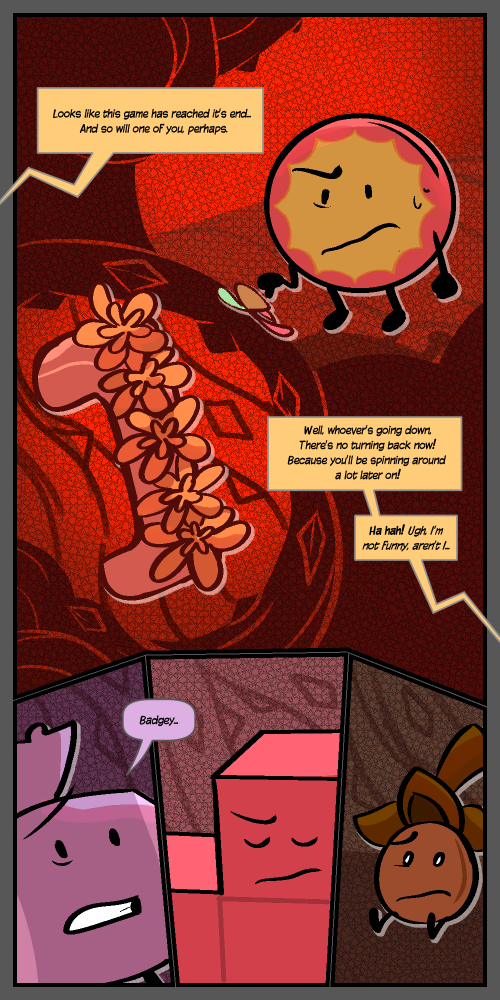 Looks like this game has reached it's end...
And so will one of you, perhaps.
Well, whoever's going down,
There's no turning back now!
Because you'll be spinning around
a lot later on!
Ha hah! Ugh, I'm
not funny, aren't I...
Badgey...